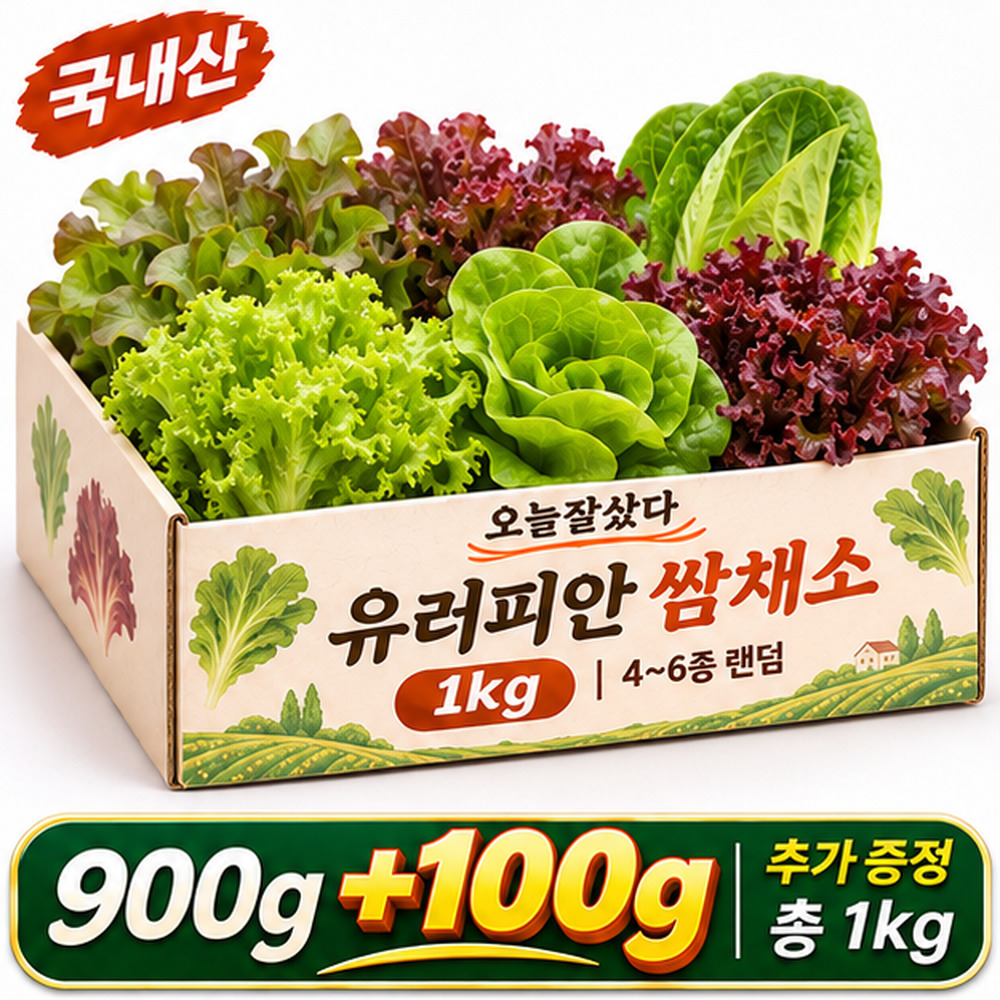 국내산
오늘잘샀다
유러피안 쌈채소
1kg | 4~6종 랜덤
900g +100g
추가 증정
총 1kg